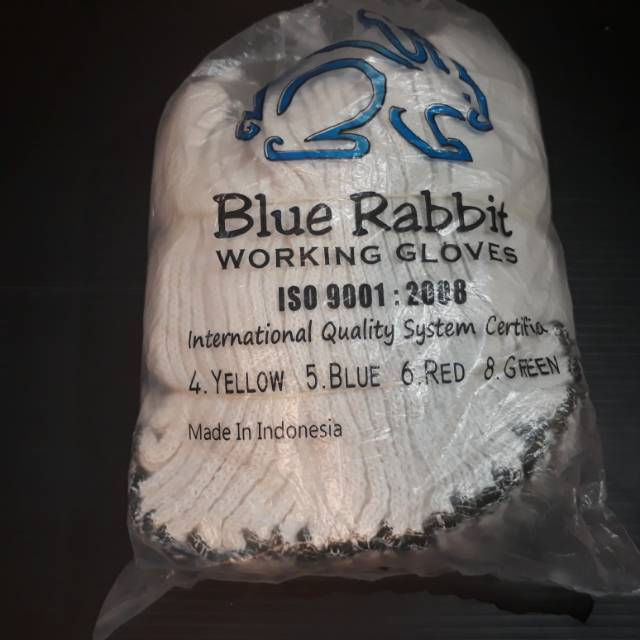 Blue Rabbit
WORKING GLOVES
ISO 9001 : 2008
International Quality System
4. YELLOW 5. BLUE 6. RED 8. GREEN
Made In Indonesia